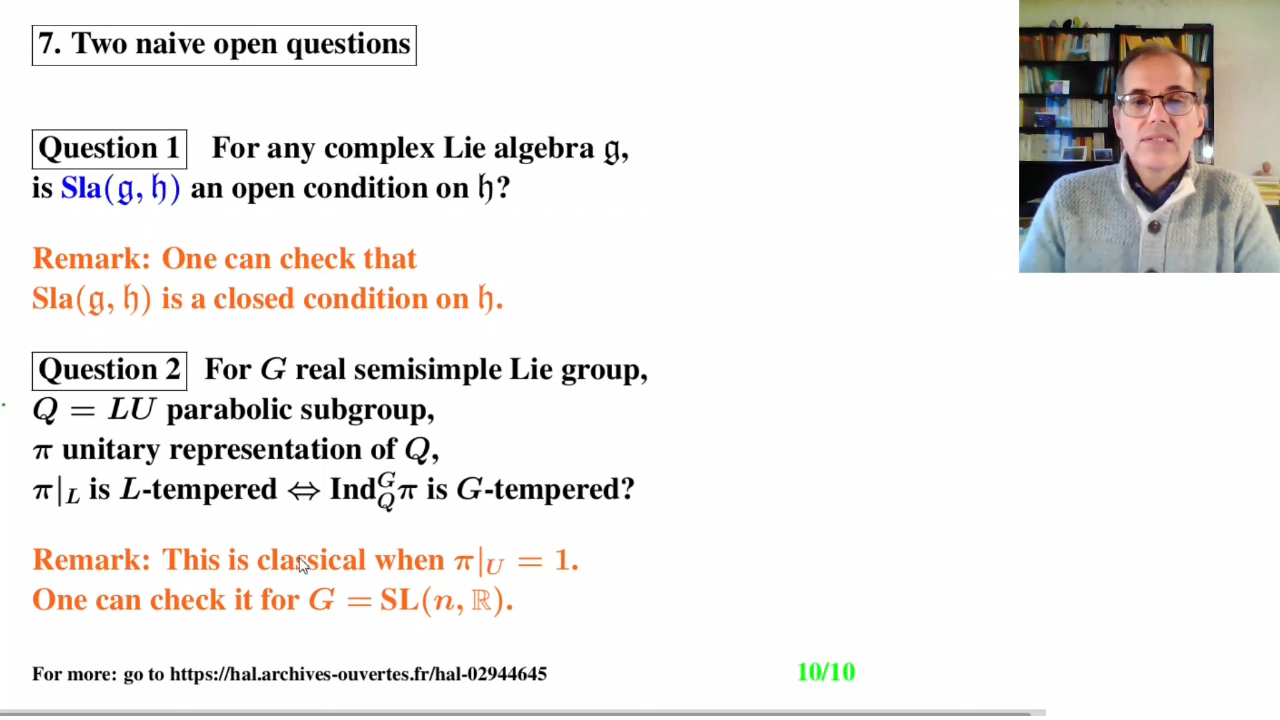 7. Two naive open questions
Question 1 For any complex Lie algebra 𝔤,
is Sla(𝔤, 𝔥) an open condition on 𝔥?
Remark: One can check that
Sla(𝔤, 𝔥) is a closed condition on 𝔥.
Question 2 For G real semisimple Lie group,
Q = LU parabolic subgroup,
π unitary representation of Q,
π|_L is L-tempered ⇔ Ind_Q^G π is G-tempered?
Remark: This is classical when π|_U = 1.
One can check it for G = SL(n, ℝ).
For more: go to https://hal.archives-ouvertes.fr/hal-02944645
10/10